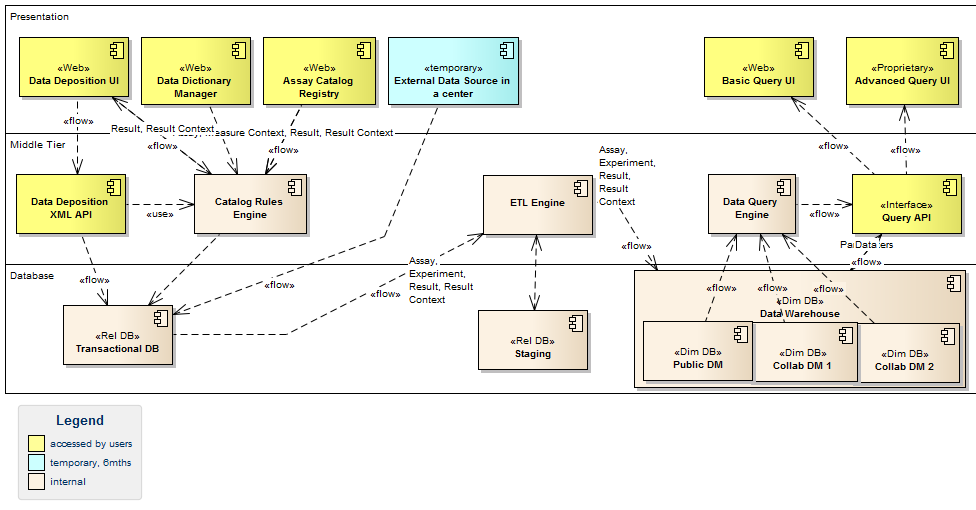 Presentation
«Web»
Data Deposition UI
«Web»
Data Dictionary
Manager
«Web»
Assay Catalog
Registry
«temporary»
External Data Source in
a center
«Web»
Basic Query UI
«Proprietary»
Advanced Query UI
«flow»
Result, Result Context
Measure Context, Result, Result Context
«flow»
«flow»
«flow»
«flow»
Middle Tier
Data Deposition
XML API
«use»
Catalog Rules
Engine
ETL Engine
Assay,
Experiment,
Result,
Result
Context
Data Query
Engine
«flow»
«Interface»
Query API
«flow»
«flow»
Database
«flow»
«flow»
«flow»
Assay,
Experiment,
Result, Result
Context
«Rel DB»
Transactional DB
«Rel DB»
Staging
«flow»
«flow»
«flow»
«Dim DB»
Data Warehouse
«Dim DB»
Public DM
«Dim DB»
Collab DM 1
«Dim DB»
Collab DM 2
Legend
accessed by users
temporary, 6mths
internal